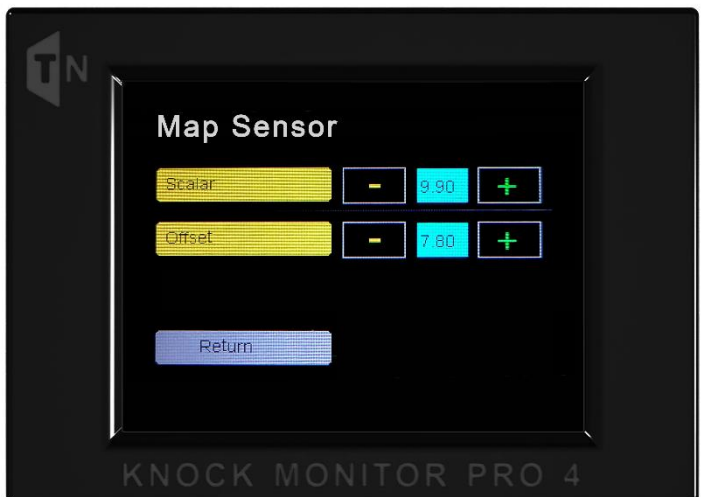 TN
Map Sensor
Scalar - 9.90 +
Offset - 7.80 +
Return
KNOCK MONITOR PRO 4